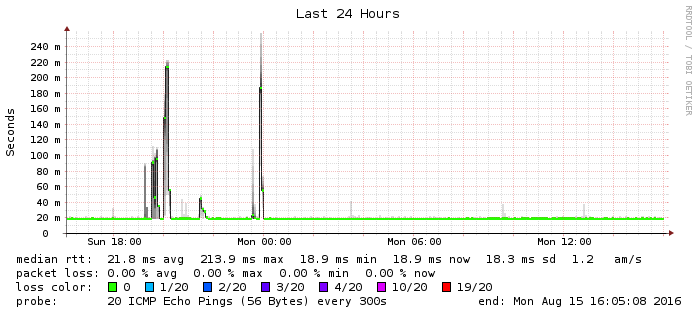 Last 24 Hours
RRDTOOL / TOBI OETIKER
Seconds
240 m
220 m
200 m
180 m
160 m
140 m
120 m
100 m
80 m
60 m
40 m
20 m
0
Sun 18:00 Mon 00:00 Mon 06:00 Mon 12:00
median rtt: 21.8 ms avg 213.9 ms max 18.9 ms min 18.9 ms now 18.3 ms sd 1.2 am/s
packet loss: 0.00 % avg 0.00 % max 0.00 % min 0.00 % now
loss color: 0 1/20 2/20 3/20 4/20 10/20 19/20
probe: 20 ICMP Echo Pings (56 Bytes) every 300s end: Mon Aug 15 16:05:08 2016